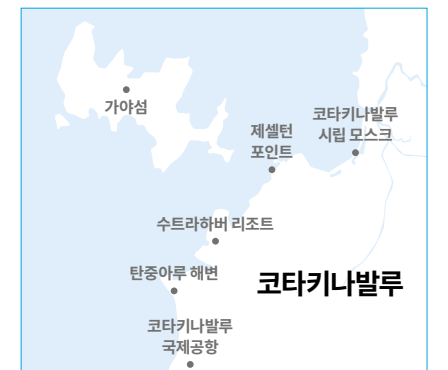 가야섬
제셀턴
포인트
코타키나발루
시립 모스크
수트라하버 리조트
탄중아루 해변
코타키나발루
코타키나발루
국제공항